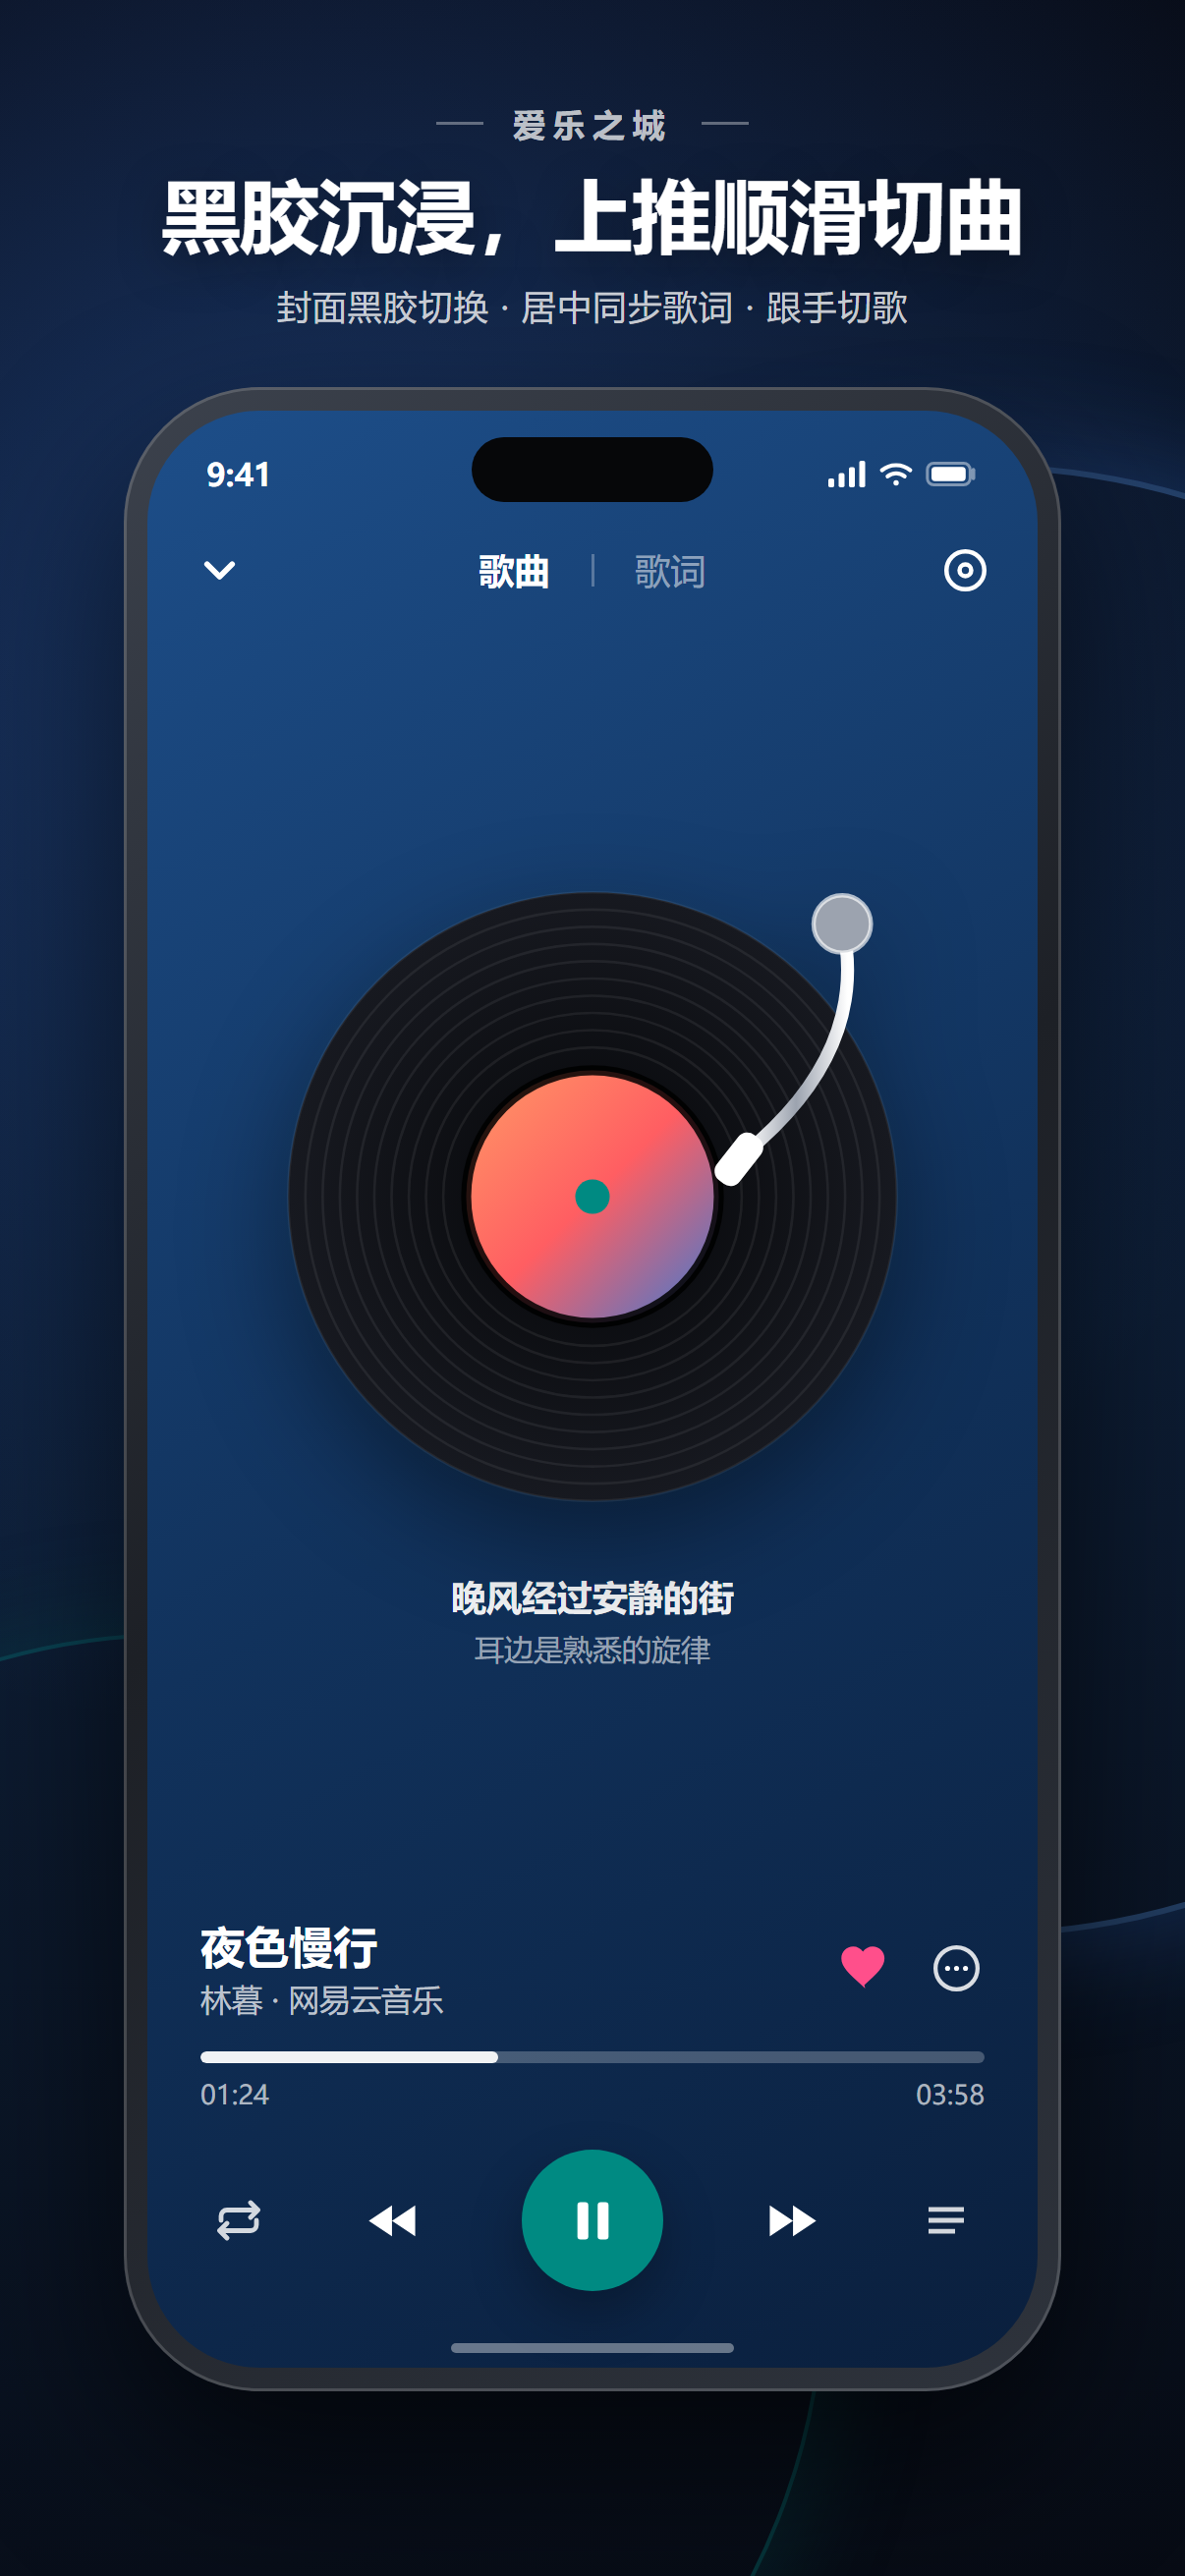 爱乐之城
黑胶沉浸，上推顺滑切曲
封面黑胶切换 · 居中同步歌词 · 跟手切歌
9:41
歌曲 | 歌词
晚风经过安静的街
耳边是熟悉的旋律
夜色慢行
林暮 · 网易云音乐
01:24 03:58